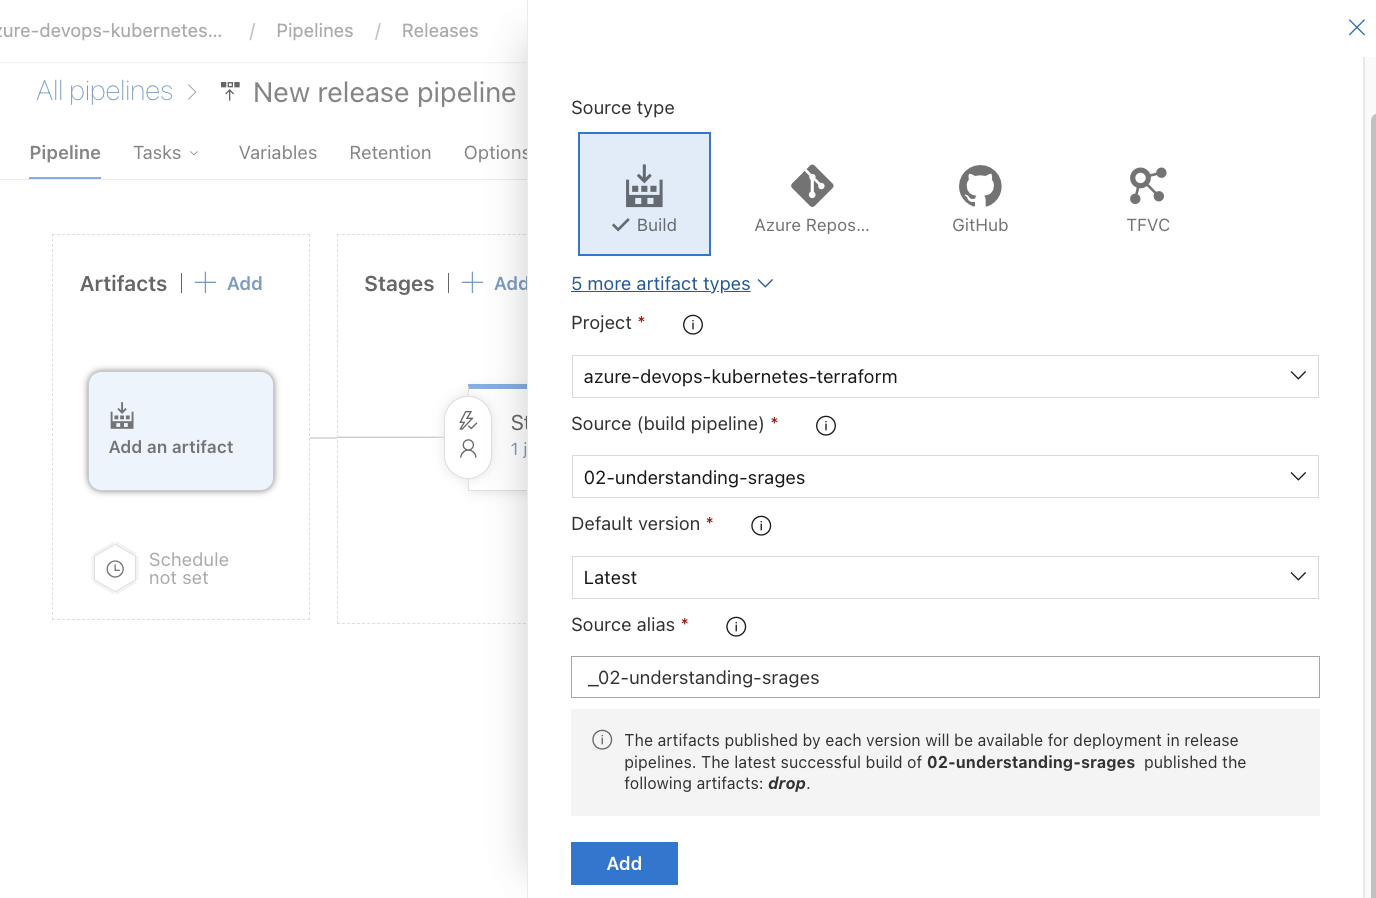 zure-devops-kubernetes... / Pipelines / Releases
All pipelines > New release pipeline
Pipeline Tasks Variables Retention Options
Artifacts | + Add
Stages | + Add
Add an artifact
St
1 j
Schedule
not set
Source type
Build
Azure Repos...
GitHub
TFVC
5 more artifact types
Project *
azure-devops-kubernetes-terraform
Source (build pipeline) *
02-understanding-srages
Default version *
Latest
Source alias *
_02-understanding-srages
The artifacts published by each version will be available for deployment in release
pipelines. The latest successful build of 02-understanding-srages published the
following artifacts: drop.
Add